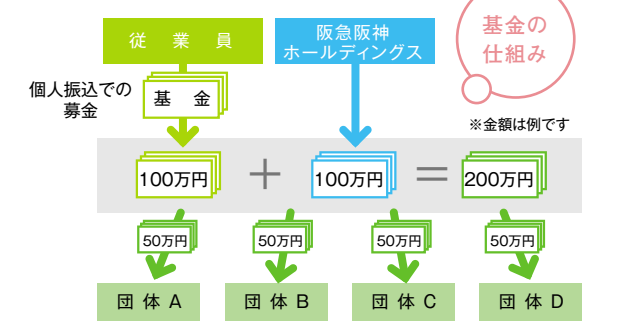 従業員
阪急阪神
ホールディングス
基金の
仕組み
個人振込での
募金
基金
※金額は例です
100万円 + 100万円 = 200万円
50万円 50万円 50万円 50万円
団体A 団体B 団体C 団体D